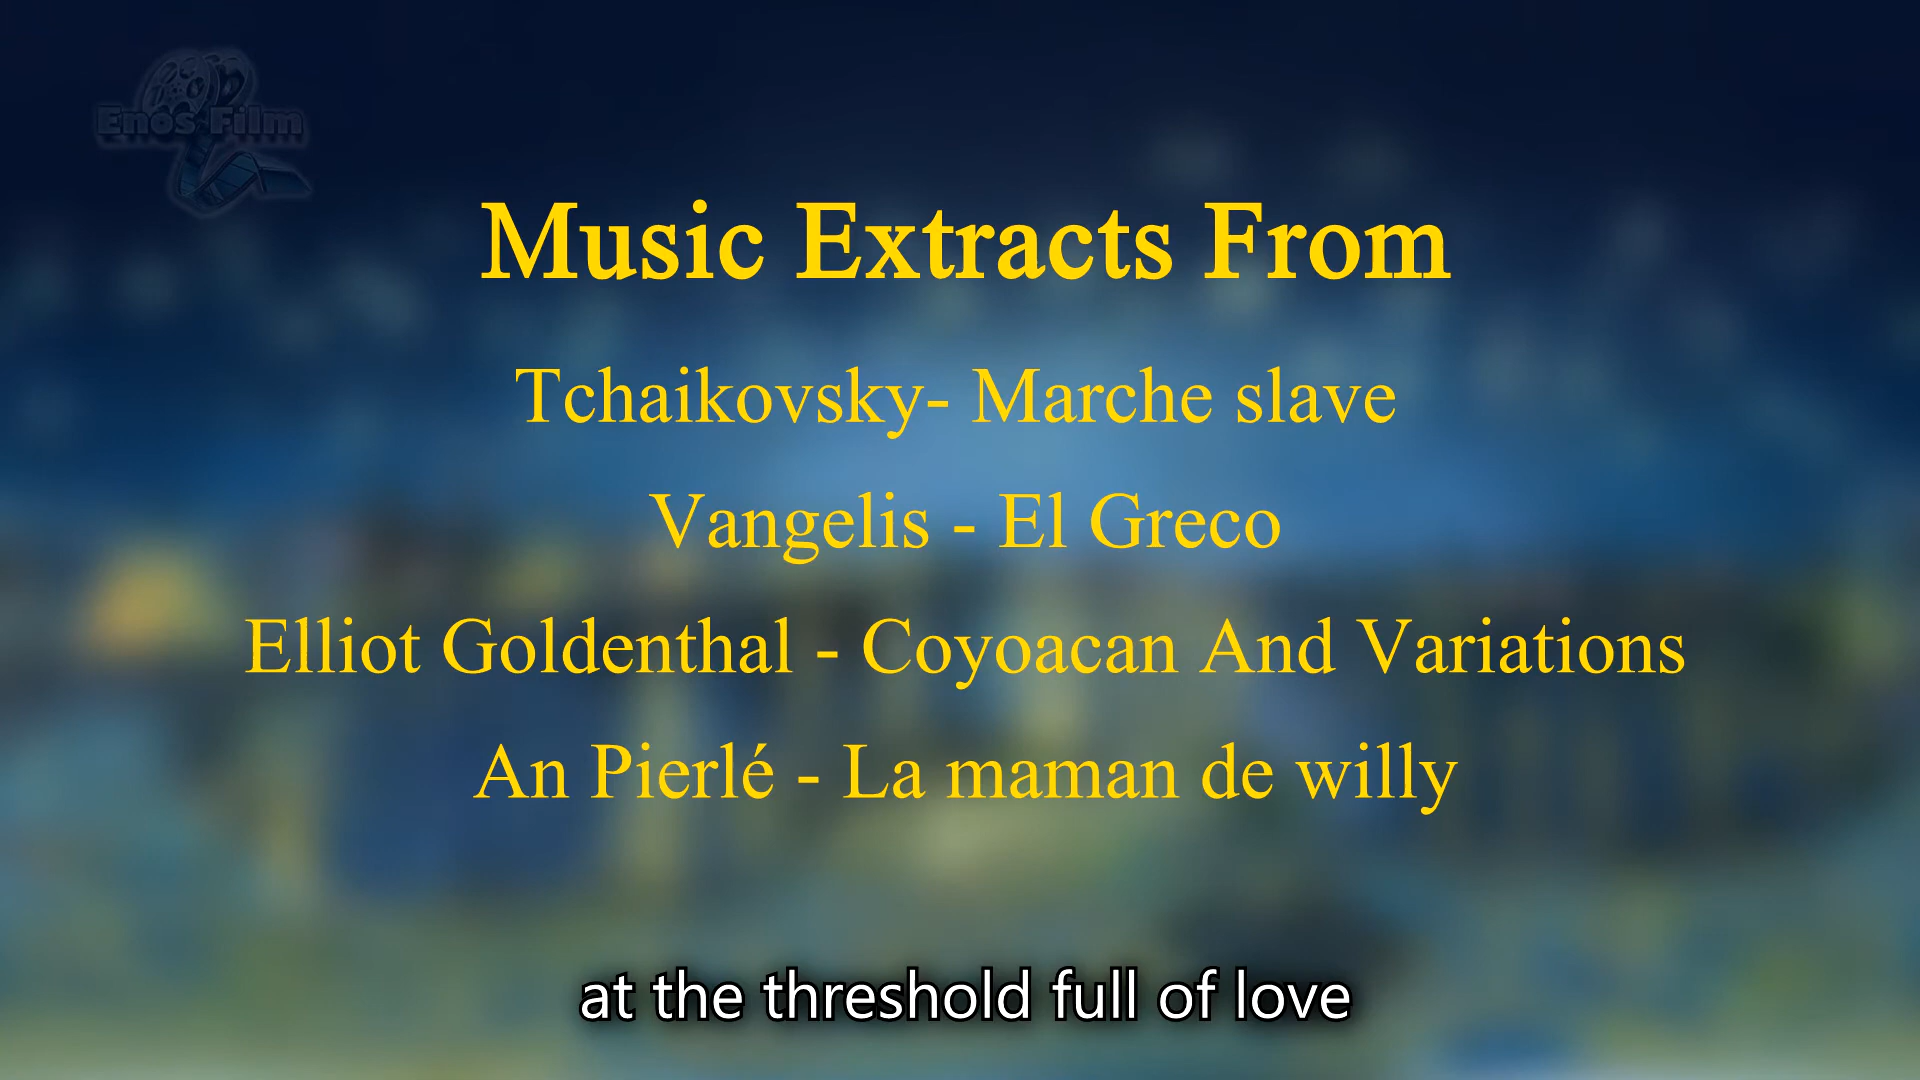 Enos Film
Music Extracts From
Tchaikovsky- Marche slave
Vangelis - El Greco
Elliot Goldenthal - Coyoacan And Variations
An Pierlé - La maman de willy
at the threshold full of love